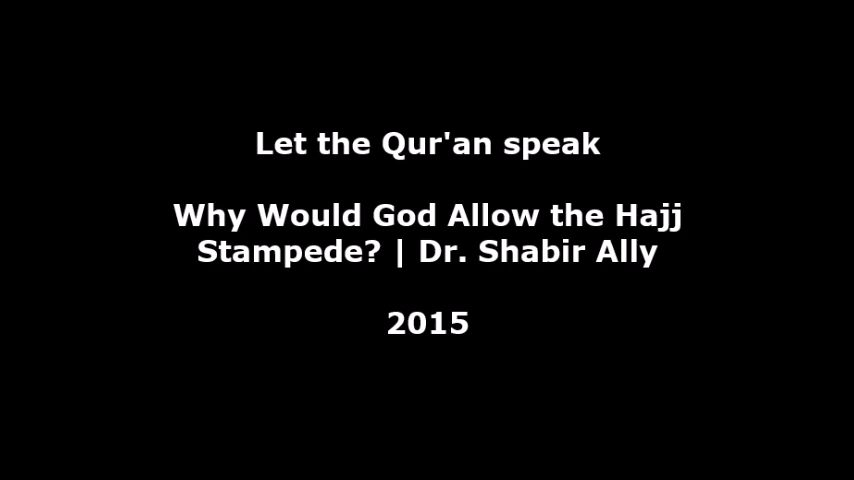 Let the Qur'an speak
Why Would God Allow the Hajj
Stampede? | Dr. Shabir Ally
2015